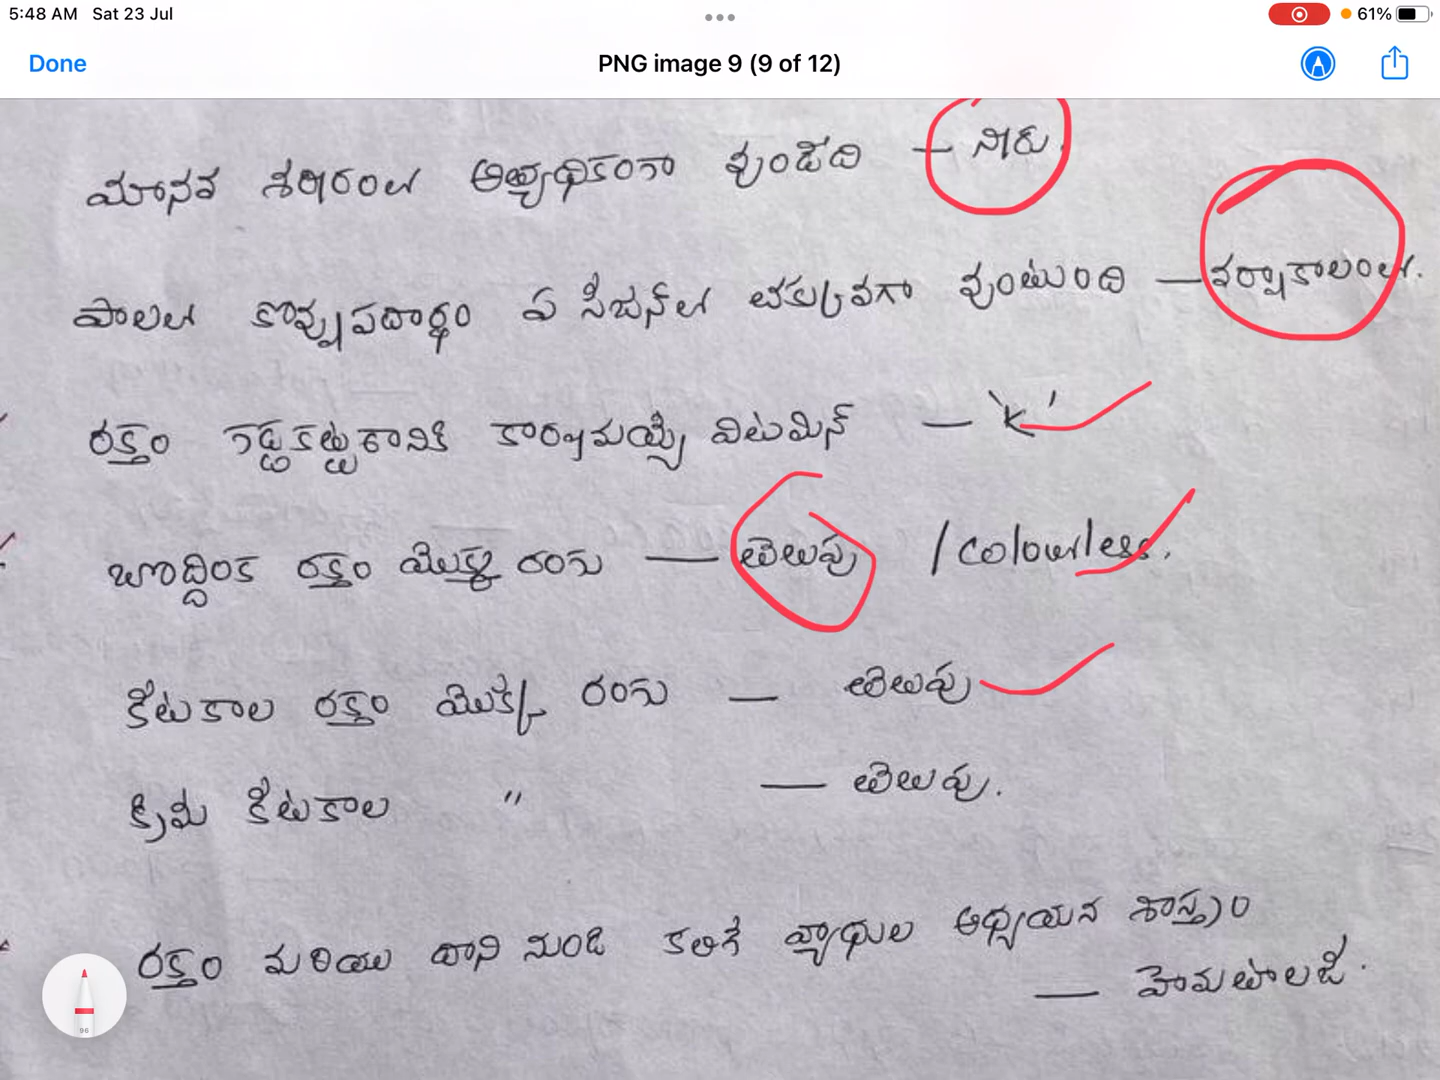 5:48 AM Sat 23 Jul
61%
Done
PNG image 9 (9 of 12)
మానవ శరీరంలో అత్యధికంగా వుండేది — నీరు.
పాలలో కొవ్వుపదార్థం ఏ సీజన్‌లో తక్కువగా వుంటుంది — వర్షాకాలంలో.
రక్తం గడ్డకట్టుటానికి కారణమయ్యే విటమిన్ — 'K'
బొద్దింక రక్తం యొక్క రంగు — తెలుపు / colourless.
కీటకాల రక్తం యొక్క రంగు — తెలుపు
క్రిమి కీటకాల " — తెలుపు.
రక్తం మరియు దాని నుండి కలిగే వ్యాధుల అధ్యయన శాస్త్రం
— హెమటాలజీ.
96